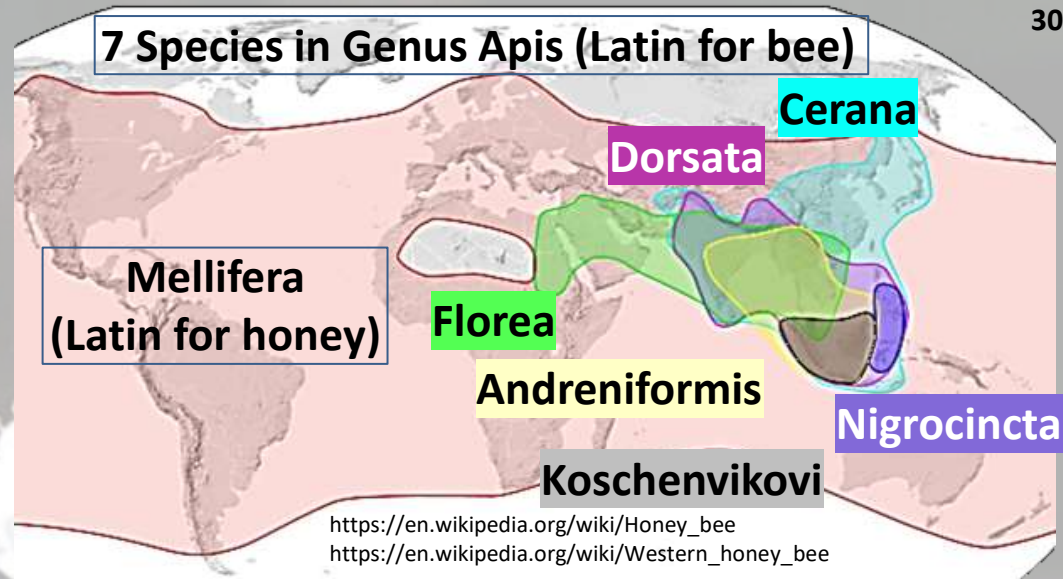 30
7 Species in Genus Apis (Latin for bee)
Cerana
Dorsata
Mellifera
(Latin for honey)
Florea
Andreniformis
Nigrocincta
Koschenvikovi
https://en.wikipedia.org/wiki/Honey_bee
https://en.wikipedia.org/wiki/Western_honey_bee